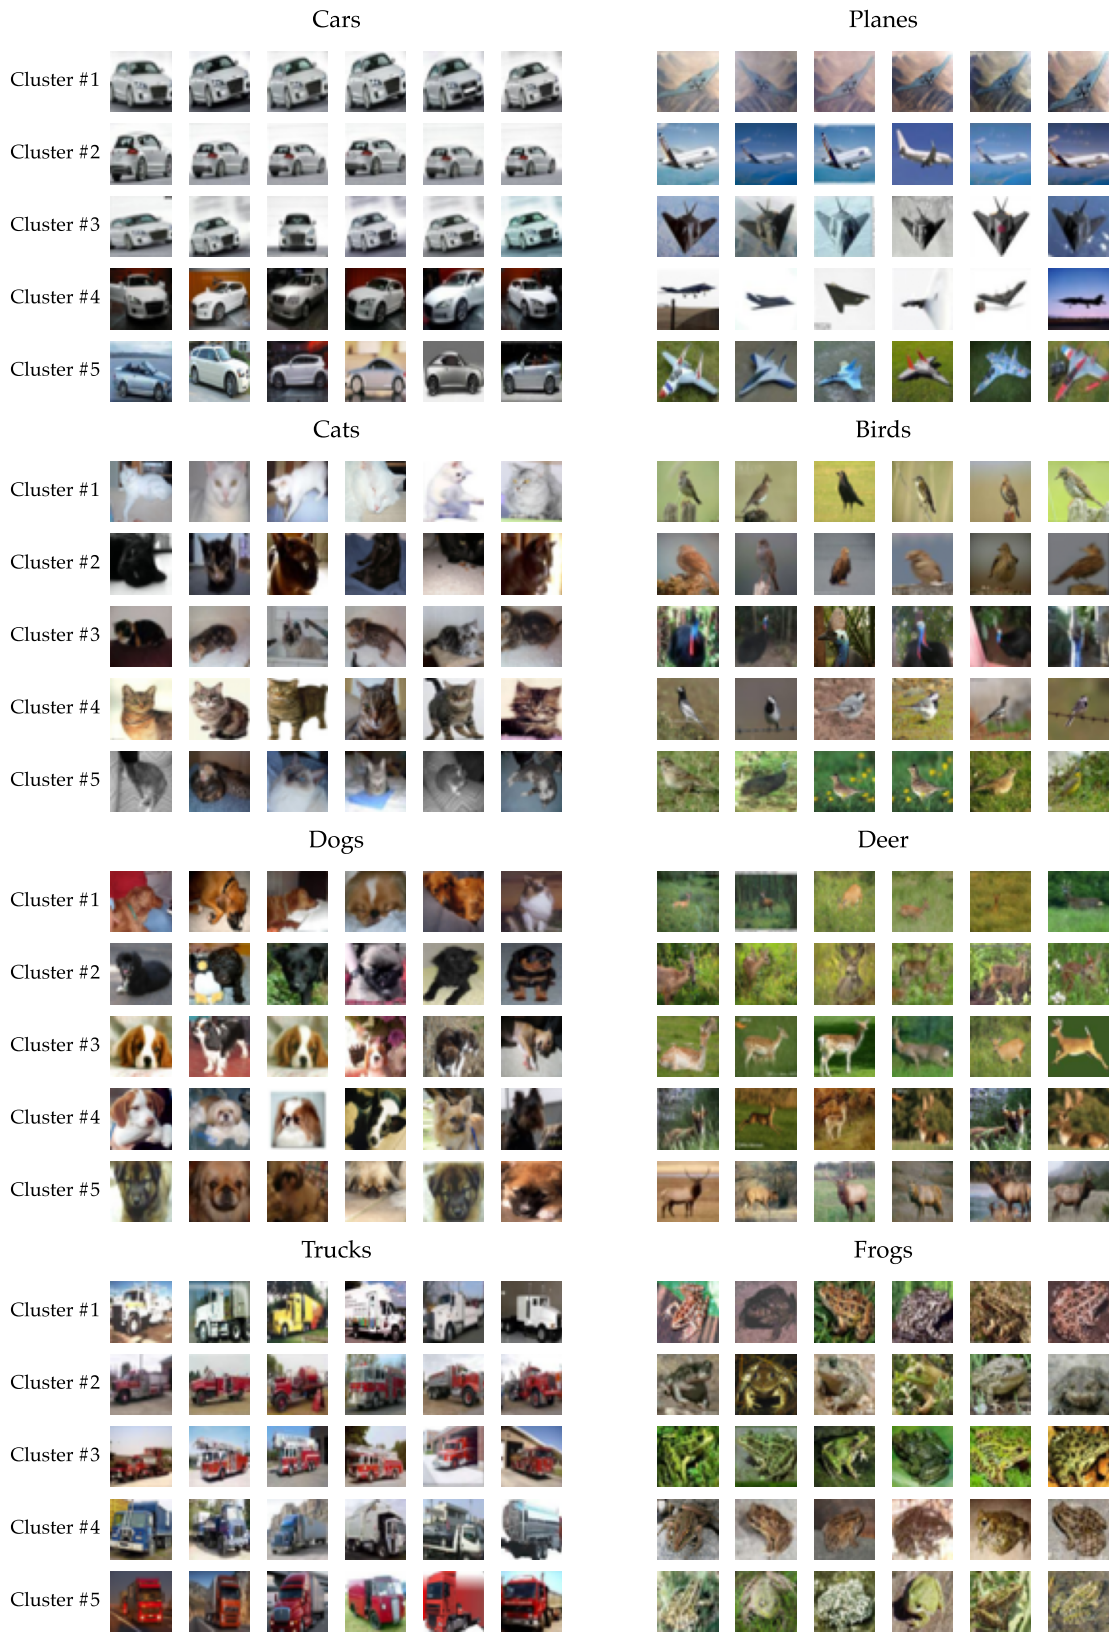 Cars
Cluster #1
Cluster #2
Cluster #3
Cluster #4
Cluster #5
Planes
Cats
Cluster #1
Cluster #2
Cluster #3
Cluster #4
Cluster #5
Birds
Dogs
Cluster #1
Cluster #2
Cluster #3
Cluster #4
Cluster #5
Deer
Trucks
Cluster #1
Cluster #2
Cluster #3
Cluster #4
Cluster #5
Frogs